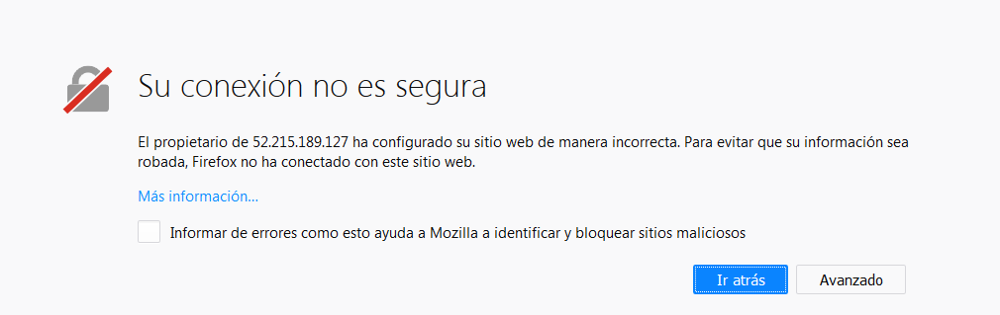 Su conexión no es segura
El propietario de 52.215.189.127 ha configurado su sitio web de manera incorrecta. Para evitar que su información sea
robada, Firefox no ha conectado con este sitio web.
Más información...
Informar de errores como esto ayuda a Mozilla a identificar y bloquear sitios maliciosos
Ir atrás
Avanzado